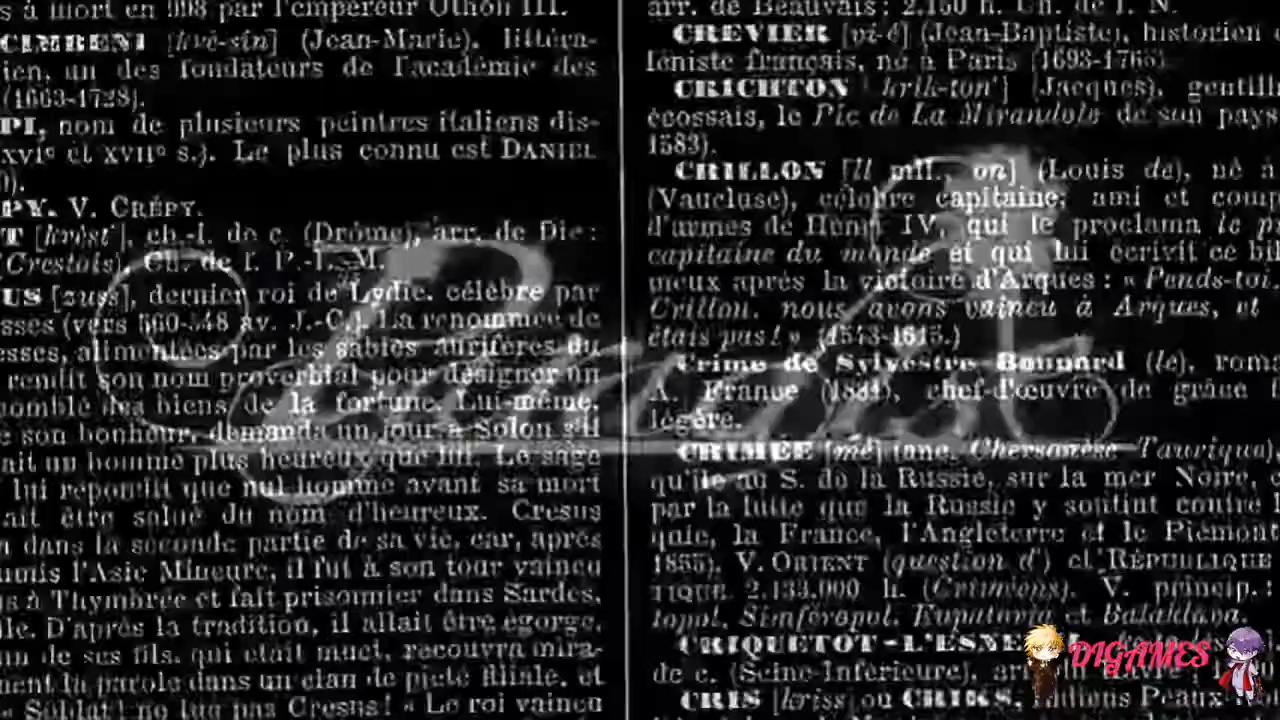 s à mort en 998 par l'empereur Othon III.
CIMBENI [kré-sin] (Jean-Marie), littéra-
ien, un des fondateurs de l'académie des
(1663-1728).
PI, nom de plusieurs peintres italiens dis-
XVIe et XVIIe s.). Le plus connu est DANIEL
).
PY. V. CRÉPY.
T [krèst], ch.-l. de c. (Drôme), arr. de Die :
(Crestois). Ch. de f. P.-L. M.
US [zuss], dernier roi de Lydie, célèbre par
sses (vers 560-548 av. J.-C.). La renommée de
esses, alimentées par les sables aurifères du
rendit son nom proverbial pour désigner un
comblé des biens de la fortune. Lui-même,
e son bonheur, demanda un jour à Solon s'il
ait un homme plus heureux que lui. Le sage
lui répondit que nul homme avant sa mort
ait être salué du nom d'heureux. Cresus
dans la seconde partie de sa vie, car, après
umis l'Asie Mineure, il fut à son tour vaincu
s à Thymbrée et fait prisonnier dans Sardes,
le. D'après la tradition, il allait être égorgé,
un de ses fils, qui était muet, recouvra mira-
ment la parole dans un élan de piété filiale, et
« Soldat! ne tue pas Cresus! » Le roi vaincu
arr. de Beauvais; 2.150 h. Ch. de f. N.
CREVIER [vi-é] (Jean-Baptiste), historien
léniste français, né à Paris (1693-1765).
CRICHTON [krik-ton'] (Jacques), gentill
écossais, le Pic de La Mirandole de son pays
1583).
CRILLON [ll mll., on] (Louis de), né à
(Vaucluse), célèbre capitaine; ami et comp
d'armes de Henri IV, qui le proclama le p
capitaine du monde et qui lui écrivit ce bil
meux après la victoire d'Arques : « Pends-toi,
Crillon, nous avons vaincu à Arques, et
étais pas! » (1543-1615.)
Crime de Sylvestre Bonnard (le), roma
A. France (1881), chef-d'œuvre de grâce
légère.
CRIMÉE [mé] (anc. Chersonèse Taurique),
qu'île au S. de la Russie, sur la mer Noire,
par la lutte que la Russie y soutint contre
quie, la France, l'Angleterre et le Piémont
1855). V. ORIENT (question d') et RÉPUBLIQUE
TIQUE. 2.133.000 h. (Criméens). V. princip. :
topol, Simféropol, Eupatoria et Balaklava.
CRIQUETOT-L'ESNE
de c. (Seine-Inférieure), arr
CRIS [kriss] ou CRIKS, Indiens Peaux
DIGAMES